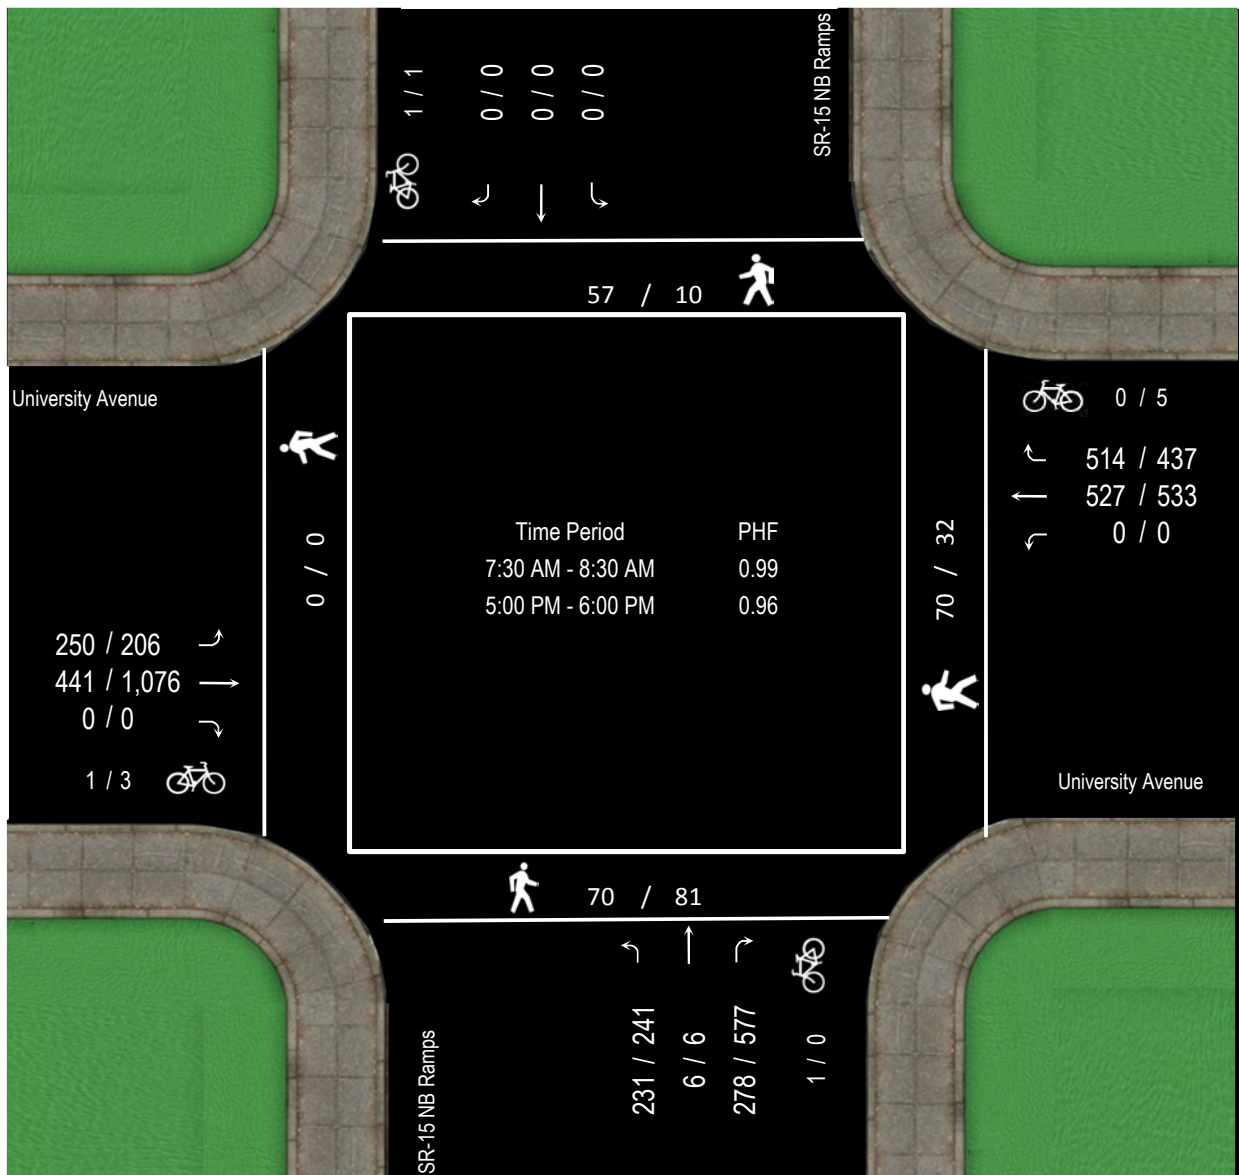 SR-15 NB Ramps
1 / 1
0 / 0
0 / 0
0 / 0
57 / 10
University Avenue
0 / 5
514 / 437
527 / 533
0 / 0
0 / 0
Time Period PHF
7:30 AM - 8:30 AM 0.99
5:00 PM - 6:00 PM 0.96
70 / 32
250 / 206
441 / 1,076
0 / 0
1 / 3
University Avenue
70 / 81
SR-15 NB Ramps
231 / 241
6 / 6
278 / 577
1 / 0